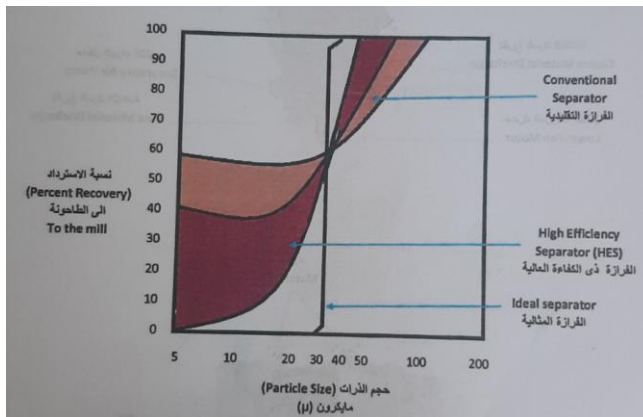 100
90
80
70
60
50
40
30
20
10
0
نسبة الاسترداد
(Percent Recovery)
الى الطاحونة
To the mill
Conventional
Separator
الفرازة التقليدية
High Efficiency
Separator (HES)
الفرازة ذى الكفاءة العالية
Ideal separator
الفرازة المثالية
5 10 20 30 40 50 100 200
(Particle Size) حجم الذرات
مايكرون (μ)